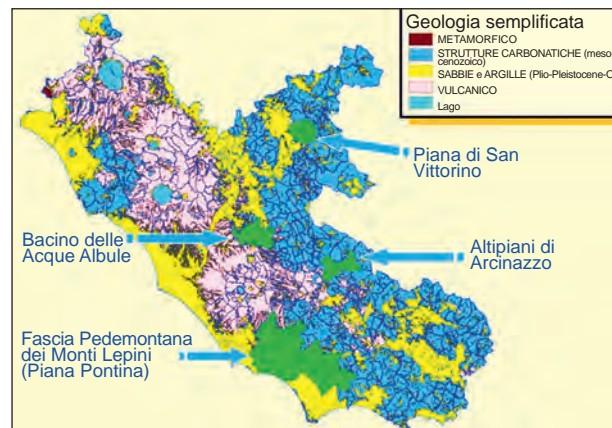 Geologia semplificata
METAMORFICO
STRUTTURE CARBONATICHE (meso
cenozoico)
SABBIE e ARGILLE (Plio-Pleistocene-O
VULCANICO
Lago
Piana di San
Vittorino
Bacino delle
Acque Albule
Altipiani di
Arcinazzo
Fascia Pedemontana
dei Monti Lepini
(Piana Pontina)